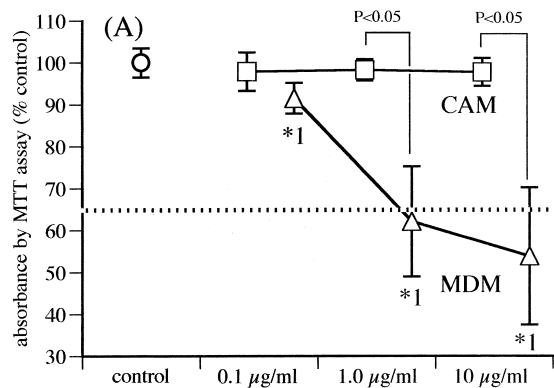 (A)
P<0.05
P<0.05
absorbance by MTT assay (% control)
110
100
90
80
70
60
50
40
30
CAM
*1
MDM
*1
*1
control
0.1 µg/ml
1.0 µg/ml
10 µg/ml